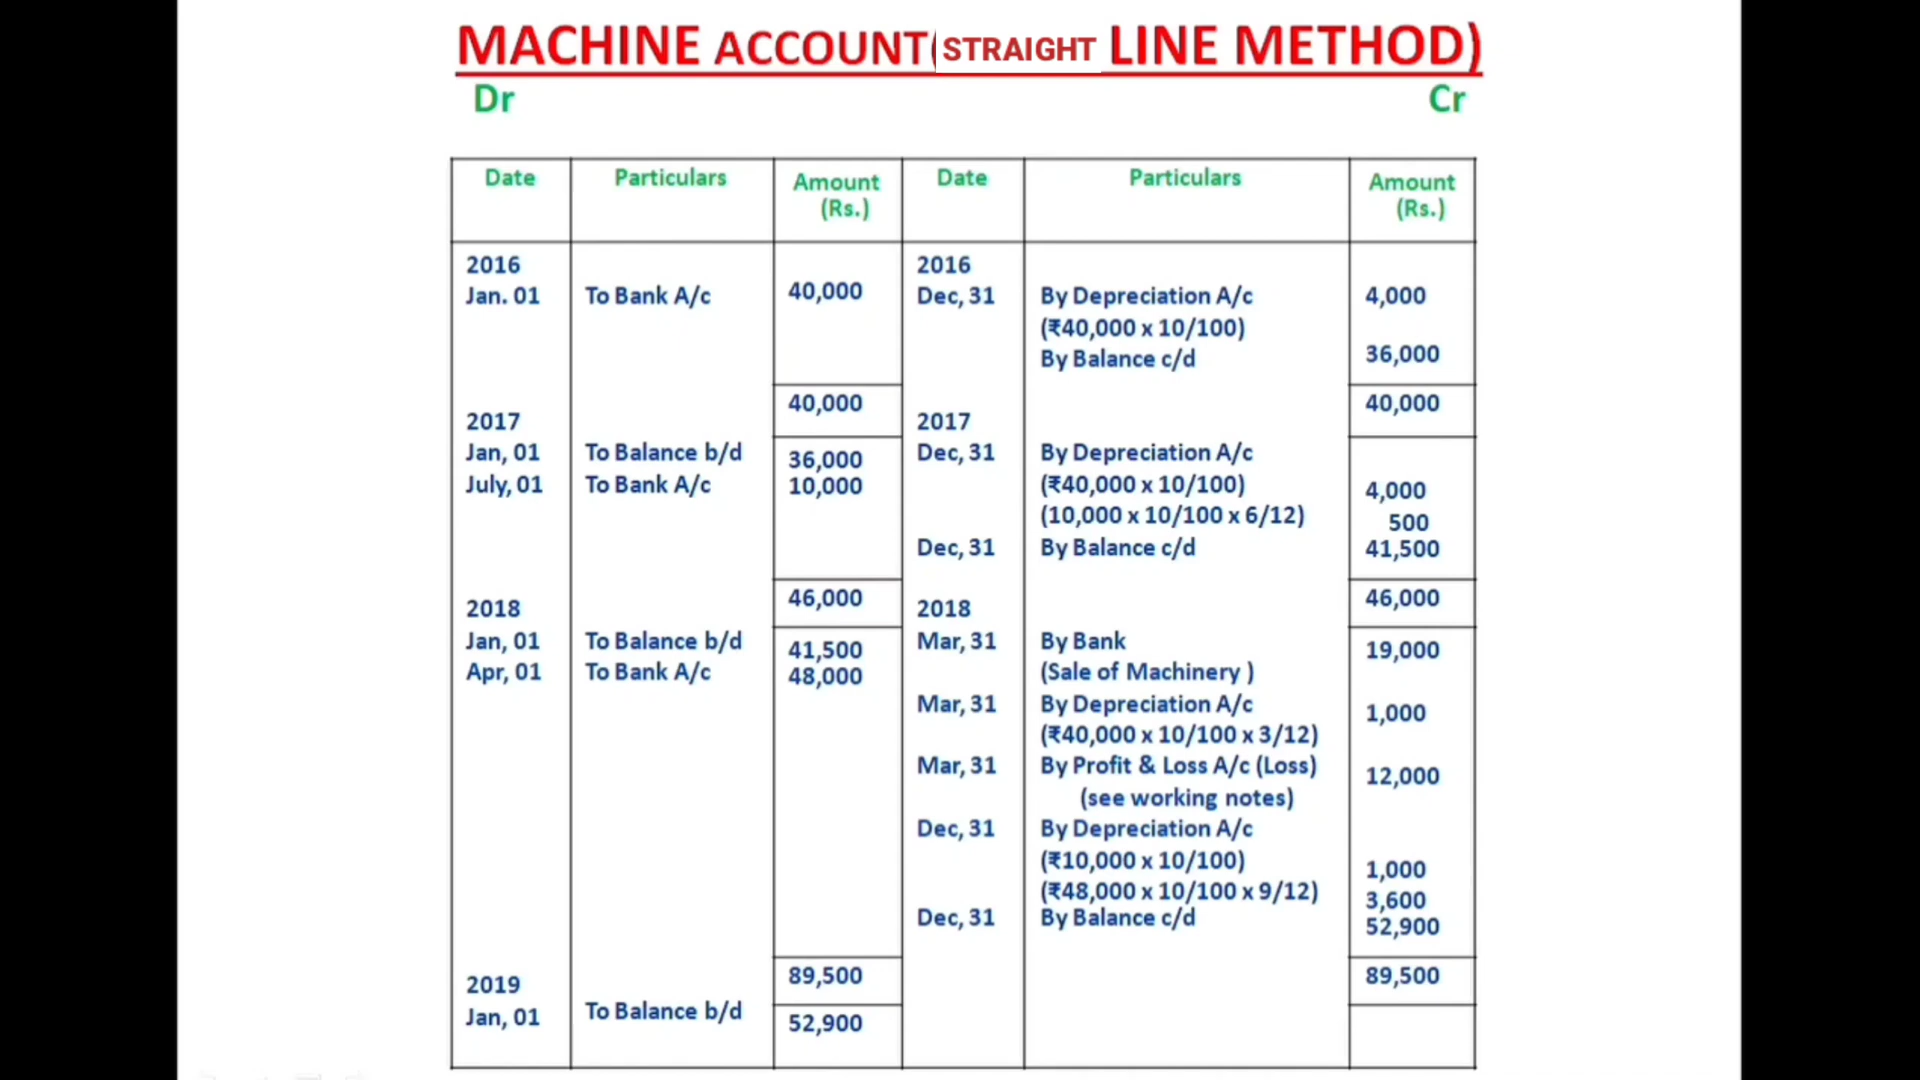 MACHINE ACCOUNT(STRAIGHT LINE METHOD)
Dr Cr
Date Particulars Amount (Rs.) Date Particulars Amount (Rs.)
2016 2016
Jan. 01 To Bank A/c 40,000 Dec, 31 By Depreciation A/c 4,000
(₹40,000 x 10/100)
By Balance c/d 36,000
40,000 40,000
2017 2017
Jan, 01 To Balance b/d 36,000 Dec, 31 By Depreciation A/c
July, 01 To Bank A/c 10,000 (₹40,000 x 10/100) 4,000
(10,000 x 10/100 x 6/12) 500
Dec, 31 By Balance c/d 41,500
46,000 46,000
2018 2018
Jan, 01 To Balance b/d 41,500 Mar, 31 By Bank 19,000
Apr, 01 To Bank A/c 48,000 (Sale of Machinery )
Mar, 31 By Depreciation A/c 1,000
(₹40,000 x 10/100 x 3/12)
Mar, 31 By Profit & Loss A/c (Loss) 12,000
(see working notes)
Dec, 31 By Depreciation A/c
(₹10,000 x 10/100) 1,000
(₹48,000 x 10/100 x 9/12) 3,600
Dec, 31 By Balance c/d 52,900
89,500 89,500
2019
Jan, 01 To Balance b/d 52,900